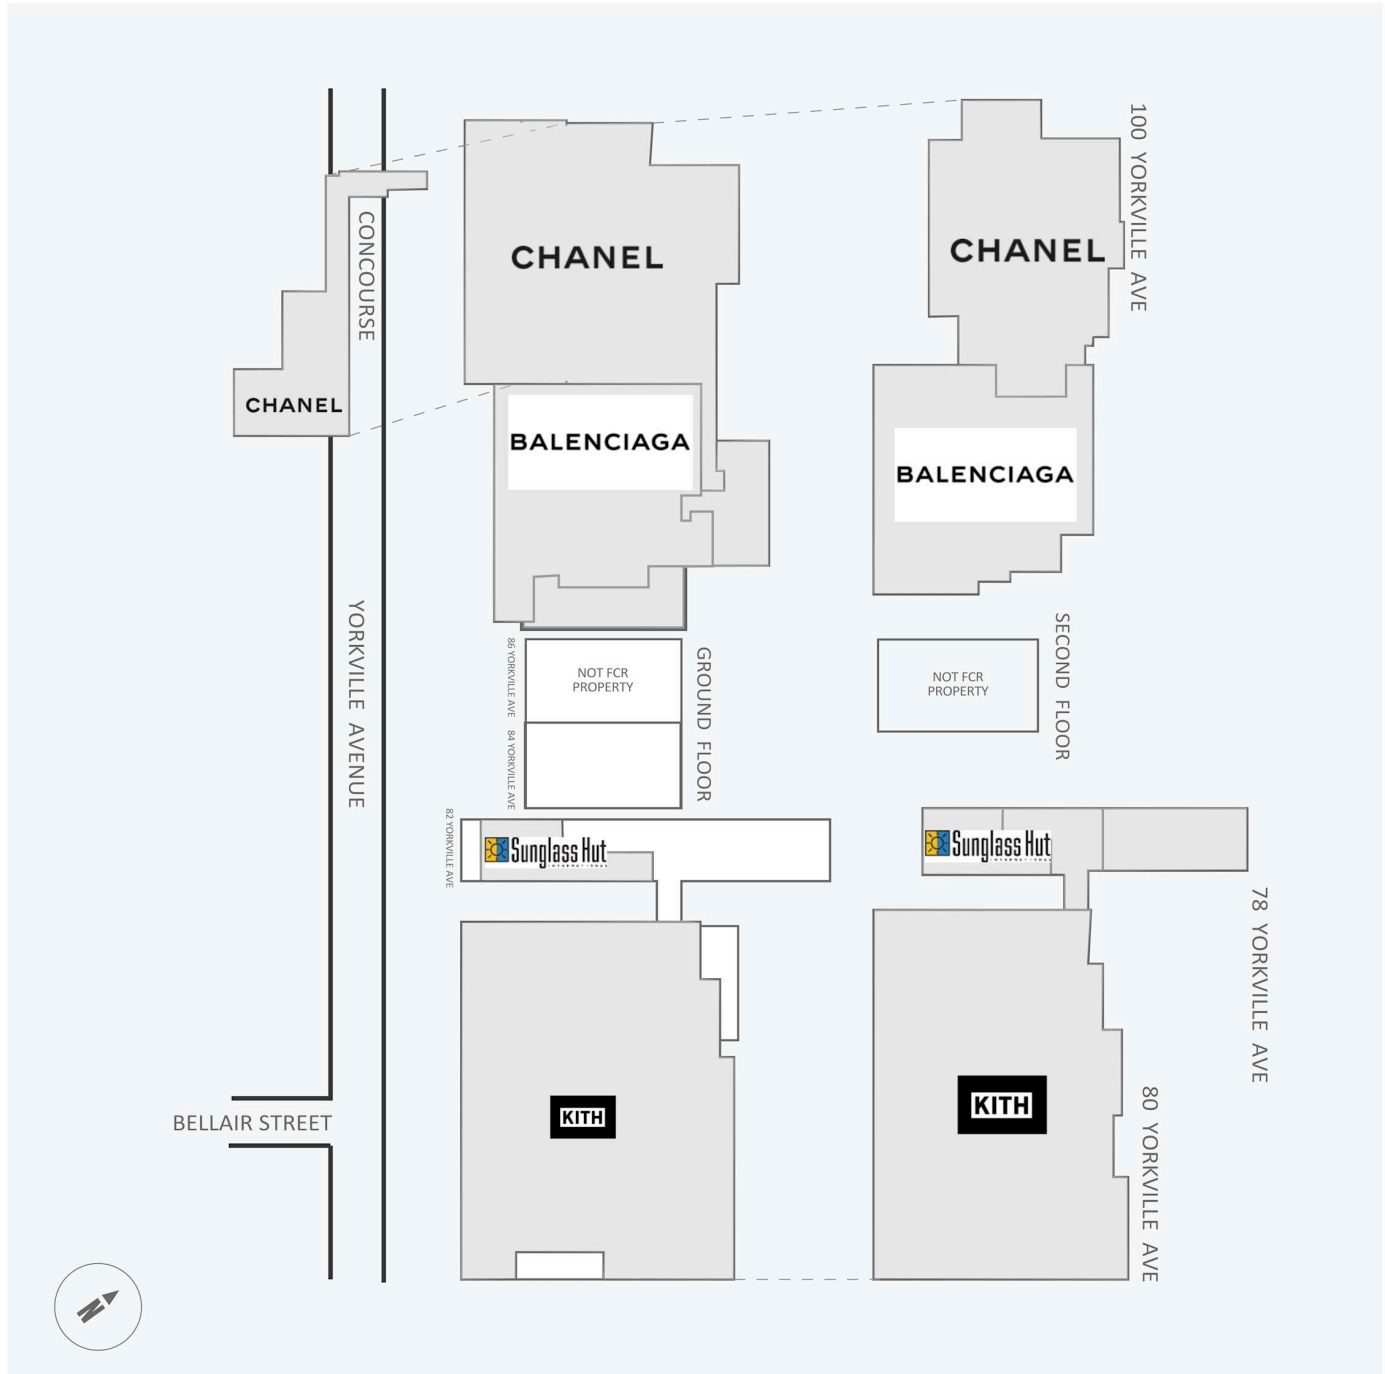 CONCOURSE
CHANEL
CHANEL
CHANEL
100 YORKVILLE AVE
BALENCIAGA
BALENCIAGA
YORKVILLE AVENUE
86 YORKVILLE AVE
NOT FCR
PROPERTY
84 YORKVILLE AVE
GROUND FLOOR
NOT FCR
PROPERTY
SECOND FLOOR
82 YORKVILLE AVE
Sunglass Hut
INTERNATIONAL
Sunglass Hut
INTERNATIONAL
78 YORKVILLE AVE
KITH
KITH
80 YORKVILLE AVE
BELLAIR STREET
N